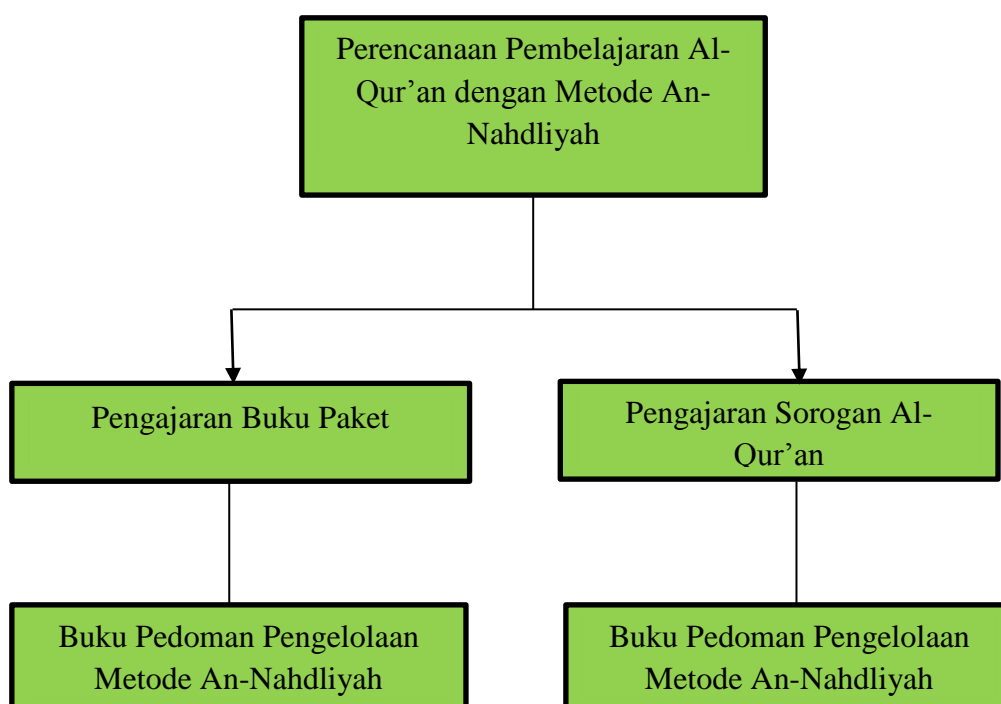 Perencanaan Pembelajaran Al-
Qur’an dengan Metode An-
Nahdliyah
Pengajaran Buku Paket
Pengajaran Sorogan Al-
Qur’an
Buku Pedoman Pengelolaan
Metode An-Nahdliyah
Buku Pedoman Pengelolaan
Metode An-Nahdliyah